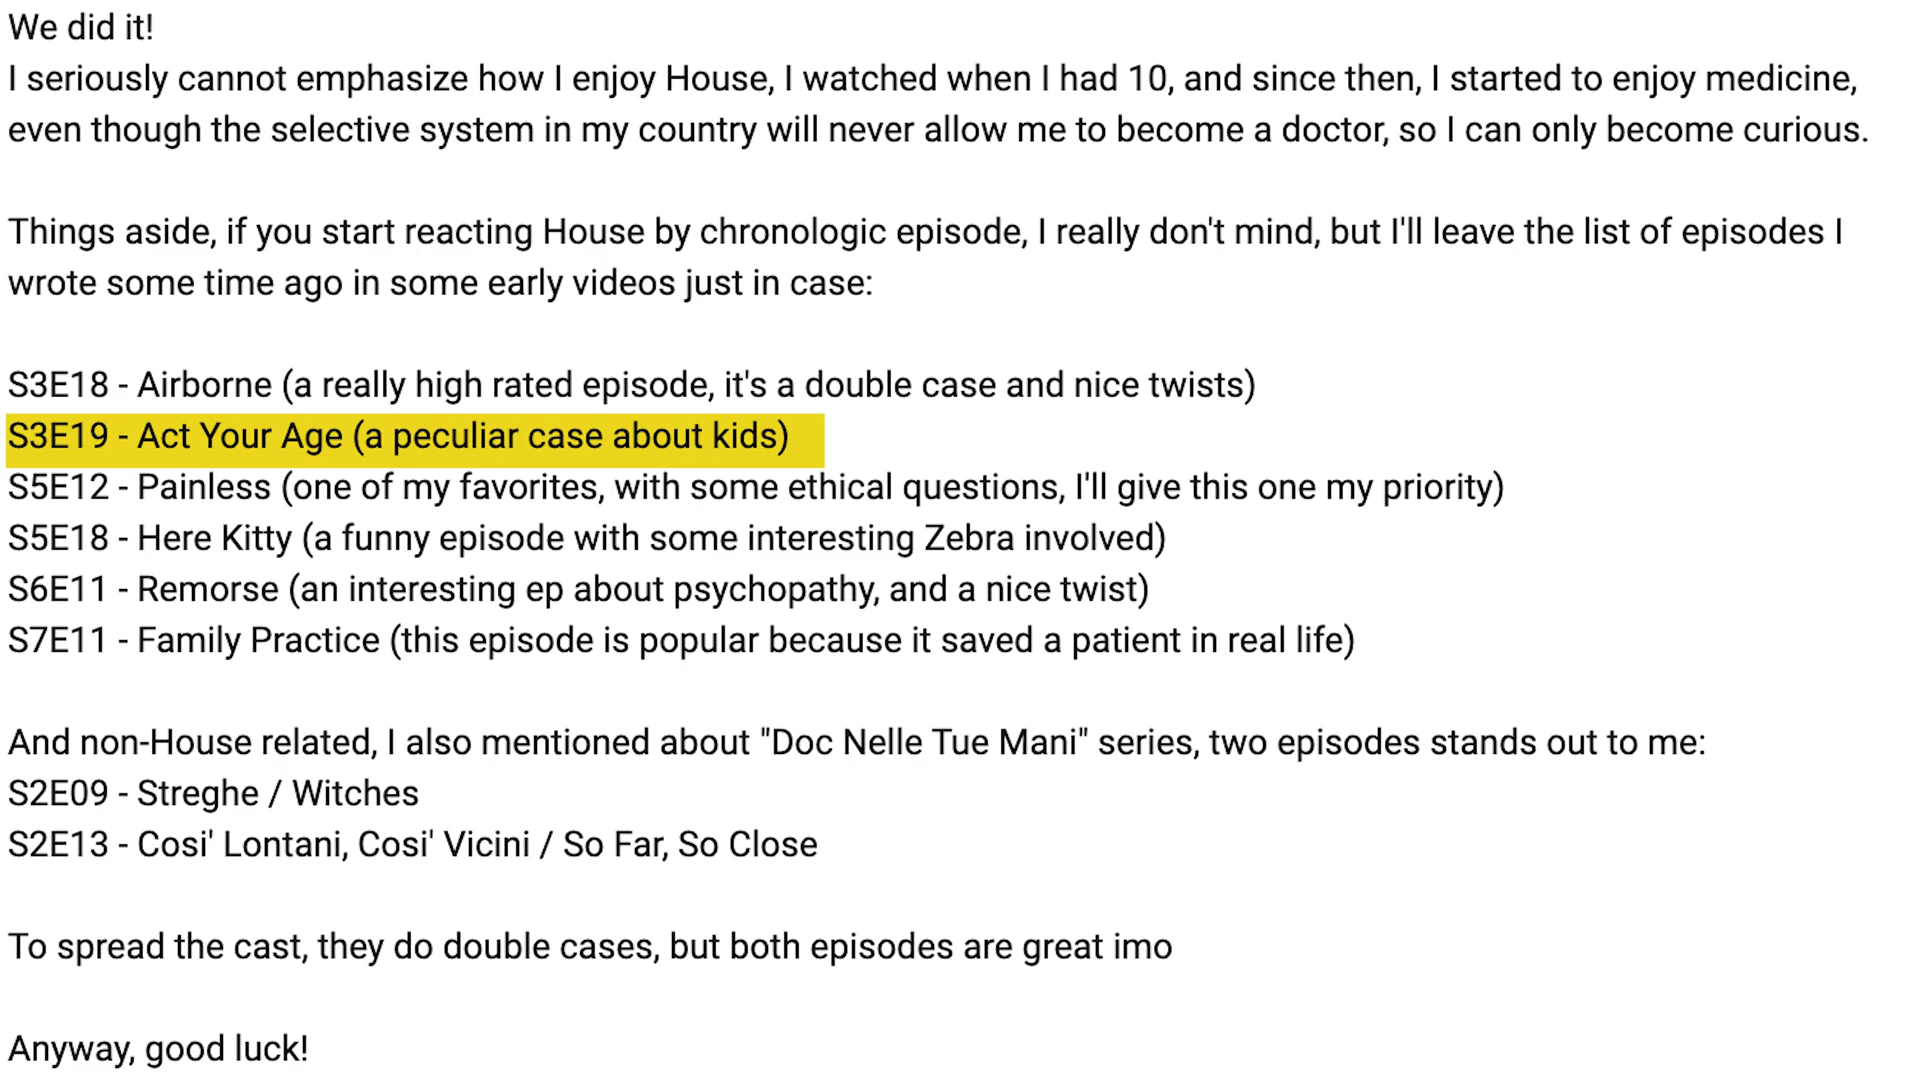 We did it!
I seriously cannot emphasize how I enjoy House, I watched when I had 10, and since then, I started to enjoy medicine,
even though the selective system in my country will never allow me to become a doctor, so I can only become curious.
Things aside, if you start reacting House by chronologic episode, I really don't mind, but I'll leave the list of episodes I
wrote some time ago in some early videos just in case:
S3E18 - Airborne (a really high rated episode, it's a double case and nice twists)
S3E19 - Act Your Age (a peculiar case about kids)
S5E12 - Painless (one of my favorites, with some ethical questions, I'll give this one my priority)
S5E18 - Here Kitty (a funny episode with some interesting Zebra involved)
S6E11 - Remorse (an interesting ep about psychopathy, and a nice twist)
S7E11 - Family Practice (this episode is popular because it saved a patient in real life)
And non-House related, I also mentioned about "Doc Nelle Tue Mani" series, two episodes stands out to me:
S2E09 - Streghe / Witches
S2E13 - Cosi' Lontani, Cosi' Vicini / So Far, So Close
To spread the cast, they do double cases, but both episodes are great imo
Anyway, good luck!